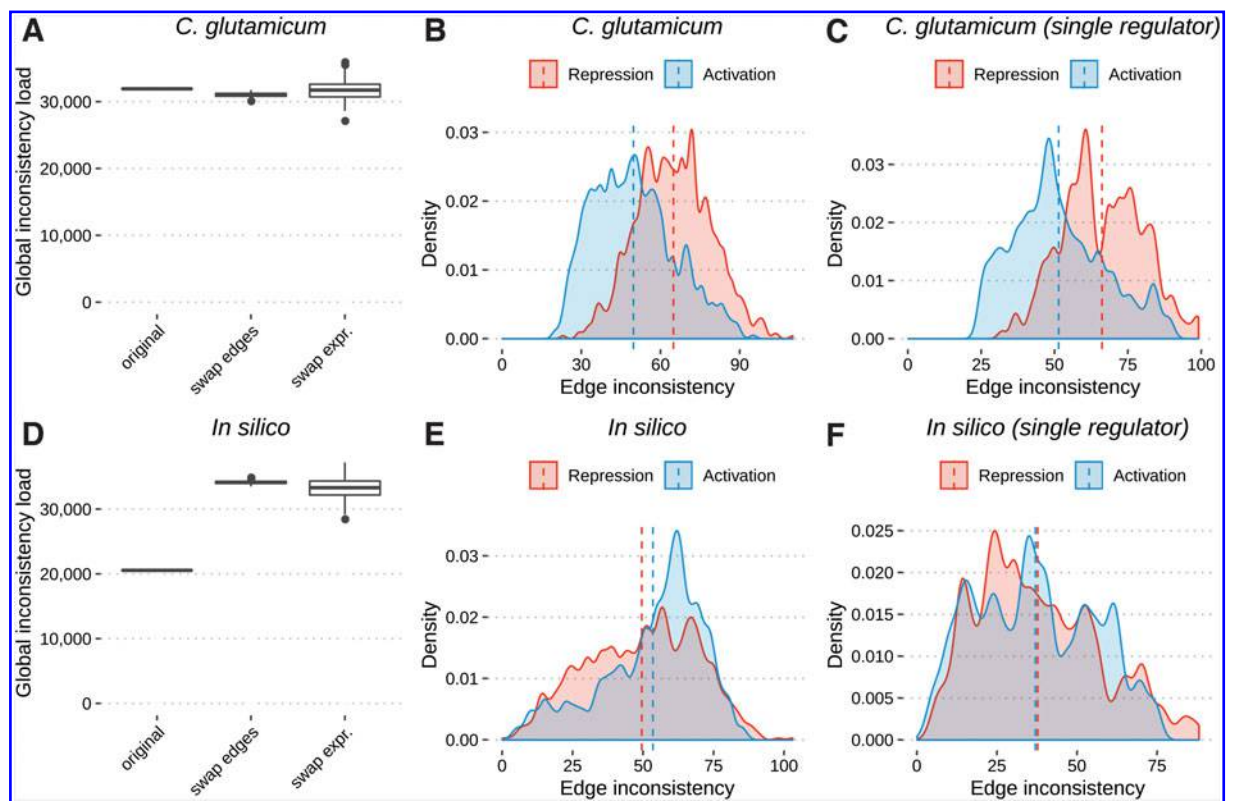 A
C. glutamicum
Global inconsistency load
30,000
20,000
10,000
0
original
swap edges
swap expr.
B
C. glutamicum
Repression
Activation
Density
0.03
0.02
0.01
0.00
0
30
60
90
Edge inconsistency
C
C. glutamicum (single regulator)
Repression
Activation
Density
0.03
0.02
0.01
0.00
0
25
50
75
100
Edge inconsistency
D
In silico
Global inconsistency load
30,000
20,000
10,000
0
original
swap edges
swap expr.
E
In silico
Repression
Activation
Density
0.03
0.02
0.01
0.00
0
25
50
75
100
Edge inconsistency
F
In silico (single regulator)
Repression
Activation
Density
0.025
0.020
0.015
0.010
0.005
0.000
0
25
50
75
Edge inconsistency